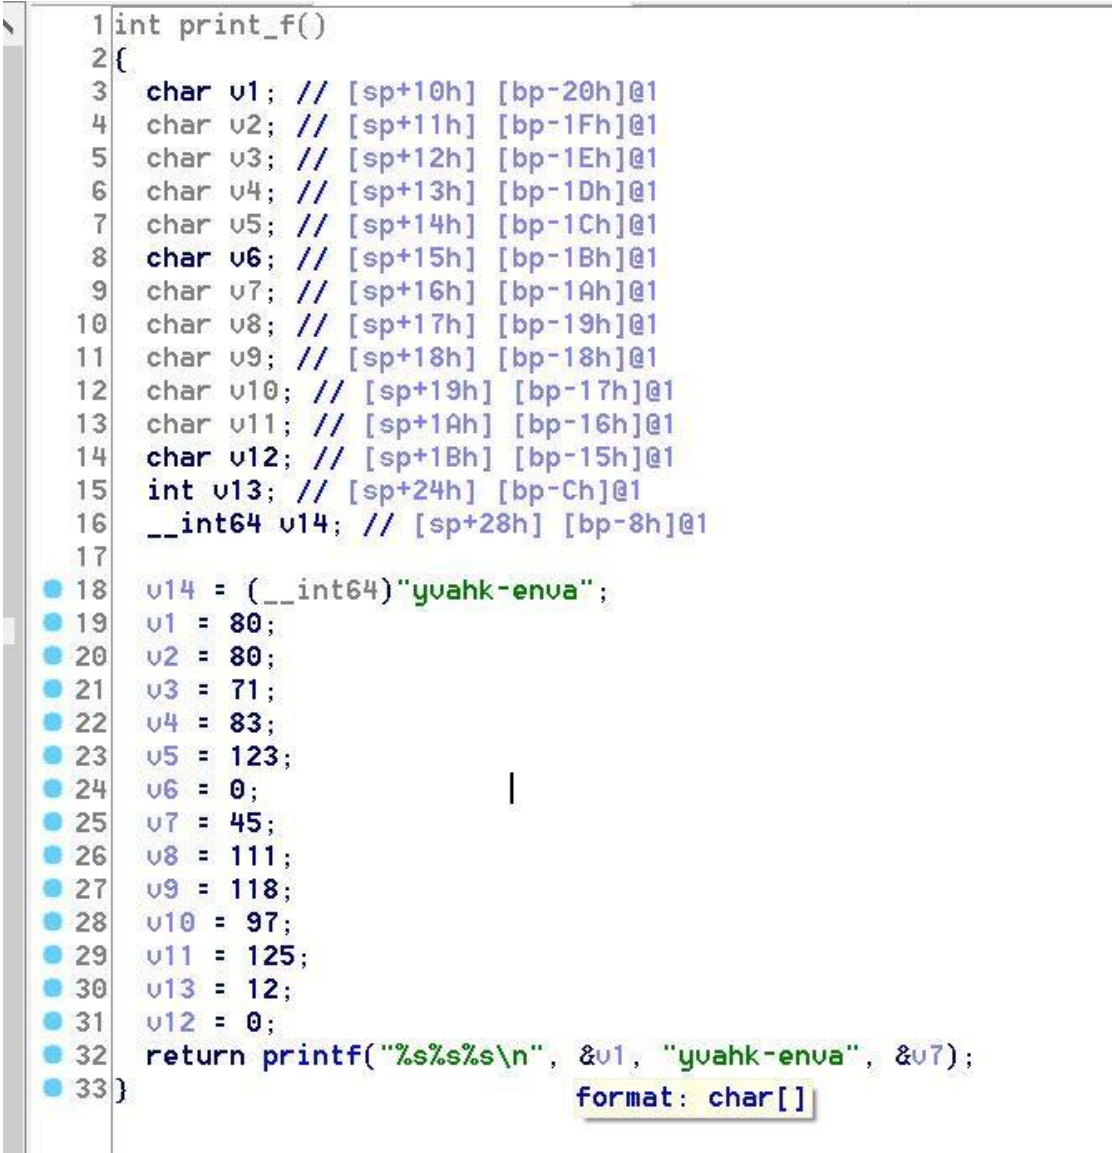 1 int print_f()
2 {
3 char v1; // [sp+10h] [bp-20h]@1
4 char v2; // [sp+11h] [bp-1Fh]@1
5 char v3; // [sp+12h] [bp-1Eh]@1
6 char v4; // [sp+13h] [bp-1Dh]@1
7 char v5; // [sp+14h] [bp-1Ch]@1
8 char v6; // [sp+15h] [bp-1Bh]@1
9 char v7; // [sp+16h] [bp-1Ah]@1
10 char v8; // [sp+17h] [bp-19h]@1
11 char v9; // [sp+18h] [bp-18h]@1
12 char v10; // [sp+19h] [bp-17h]@1
13 char v11; // [sp+1Ah] [bp-16h]@1
14 char v12; // [sp+1Bh] [bp-15h]@1
15 int v13; // [sp+24h] [bp-Ch]@1
16 __int64 v14; // [sp+28h] [bp-8h]@1
17
18 v14 = (__int64)"yvahk-enva";
19 v1 = 80;
20 v2 = 80;
21 v3 = 71;
22 v4 = 83;
23 v5 = 123;
24 v6 = 0;
25 v7 = 45;
26 v8 = 111;
27 v9 = 118;
28 v10 = 97;
29 v11 = 125;
30 v13 = 12;
31 v12 = 0;
32 return printf("%s%s%s\n", &v1, "yvahk-enva", &v7);
33 }
format: char[]